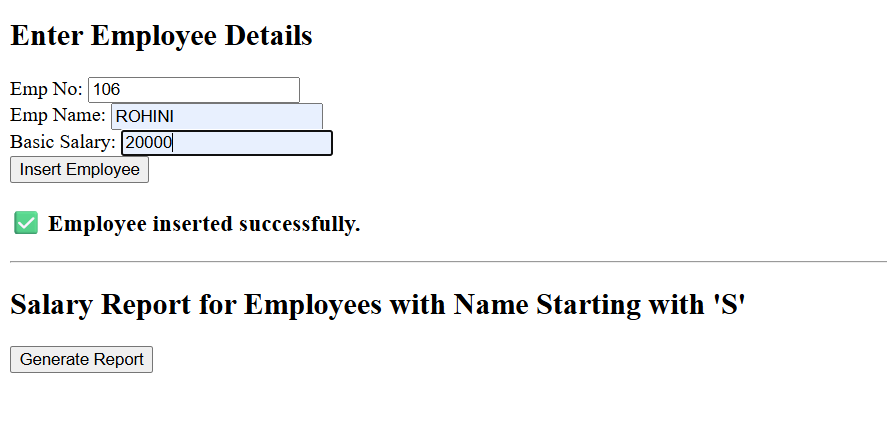 Enter Employee Details
Emp No: 106
Emp Name: ROHINI
Basic Salary: 20000
Insert Employee
✅ Employee inserted successfully.
Salary Report for Employees with Name Starting with 'S'
Generate Report